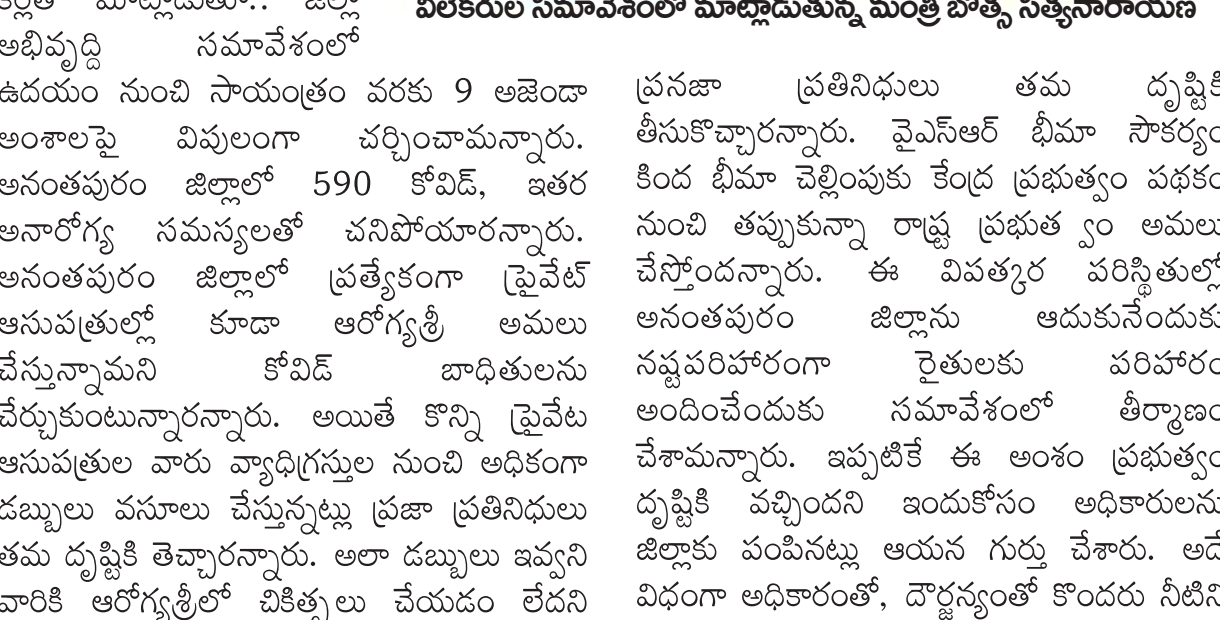 విలేకరుల సమావేశంలో మాట్లాడుతున్న మంత్రి బొత్స సత్యనారాయణ
మాట్లాడుతూ.. జిల్లా
అభివృద్ది సమావేశంలో
ఉదయం నుంచి సాయంత్రం వరకు 9 అజెండా
అంశాలపై విపులంగా చర్చించామన్నారు.
అనంతపురం జిల్లాలో 590 కోవిడ్, ఇతర
అనారోగ్య సమస్యలతో చనిపోయారన్నారు.
అనంతపురం జిల్లాలో ప్రత్యేకంగా ప్రైవేట్
ఆసుపత్రుల్లో కూడా ఆరోగ్యశ్రీ అమలు
చేస్తున్నామని కోవిడ్ బాధితులను
చేర్చుకుంటున్నారన్నారు. అయితే కొన్ని ప్రైవేట
ఆసుపత్రుల వారు వ్యాధిగ్రస్తుల నుంచి అధికంగా
డబ్బులు వసూలు చేస్తున్నట్లు ప్రజా ప్రతినిధులు
తమ దృష్టికి తెచ్చారన్నారు. అలా డబ్బులు ఇవ్వని
వారికి ఆరోగ్యశ్రీలో చికిత్సలు చేయడం లేదని
ప్రనజా ప్రతినిధులు తమ దృష్టికి
తీసుకొచ్చారన్నారు. వైఎస్ఆర్ భీమా సౌకర్యం
కింద భీమా చెల్లింపుకు కేంద్ర ప్రభుత్వం పథకం
నుంచి తప్పుకున్నా రాష్ట్ర ప్రభుత వ్ం అమలు
చేస్తోందన్నారు. ఈ విపత్కర పరిస్థితుల్లో
అనంతపురం జిల్లాను ఆదుకునేందుకు
నష్టపరిహారంగా రైతులకు పరిహారం
అందించేందుకు సమావేశంలో తీర్మాణం
చేశామన్నారు. ఇప్పటికే ఈ అంశం ప్రభుత్వం
దృష్టికి వచ్చిందని ఇందుకోసం అధికారులను
జిల్లాకు పంపినట్లు ఆయన గుర్తు చేశారు. అదే
విధంగా అధికారంతో, దౌర్జన్యంతో కొందరు నీటిని